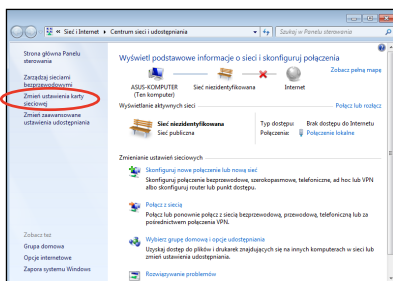 « Sieć i Internet ▸ Centrum sieci i udostępniania
Szukaj w Panelu sterowania
Strona główna Panelu
sterowania
Zarządzaj sieciami
bezprzewodowymi
Zmień ustawienia karty
sieciowej
Zmień zaawansowane
ustawienia udostępniania
Zobacz też
Grupa domowa
Opcje internetowe
Zapora systemu Windows
Wyświetl podstawowe informacje o sieci i skonfiguruj połączenia
Zobacz pełną mapę
ASUS-KOMPUTER
(Ten komputer)
Sieć niezidentyfikowana
Internet
Wyświetlanie aktywnych sieci
Połącz lub rozłącz
Sieć niezidentyfikowana
Sieć publiczna
Typ dostępu: Brak dostępu do Internetu
Połączenia: Połączenie lokalne
Zmienianie ustawień sieciowych
Skonfiguruj nowe połączenie lub nową sieć
Skonfiguruj połączenie bezprzewodowe, szerokopasmowe, telefoniczne, ad hoc lub VPN
albo skonfiguruj router lub punkt dostępu.
Połącz z siecią
Połącz lub ponownie połącz z siecią bezprzewodową, przewodową, telefoniczną lub za
pośrednictwem połączenia VPN.
Wybierz grupę domową i opcje udostępniania
Uzyskaj dostęp do plików i drukarek znajdujących się na innych komputerach w sieci lub
zmień ustawienia udostępniania.
Rozwiązywanie problemów